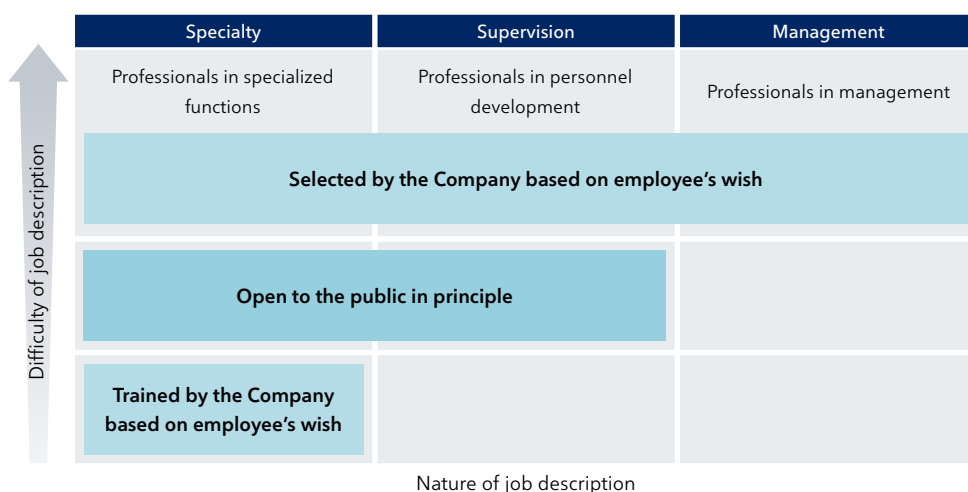 Specialty
Supervision
Management
Professionals in specialized
functions
Professionals in personnel
development
Professionals in management
Selected by the Company based on employee's wish
Open to the public in principle
Trained by the Company
based on employee's wish
Difficulty of job description
Nature of job description